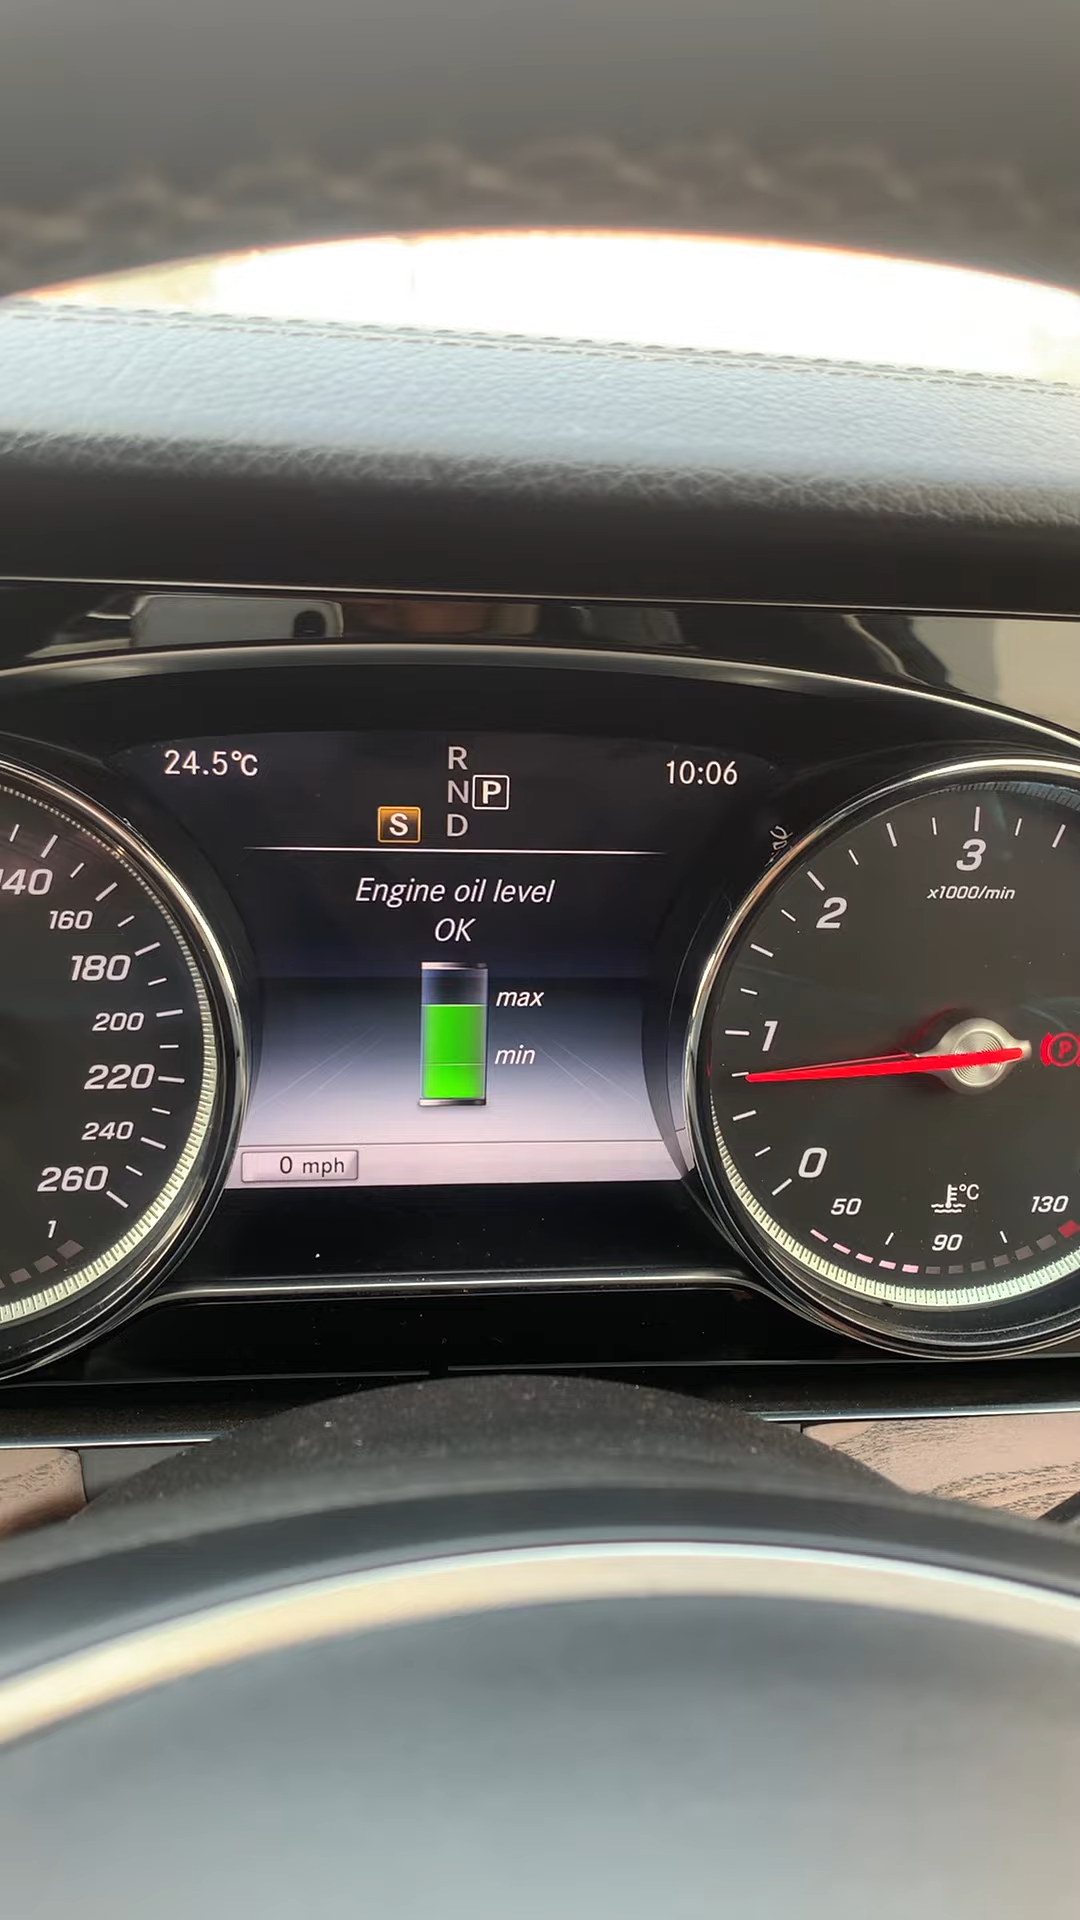 24.5°C
R
N P
S D
10:06
Engine oil level
OK
max
min
0 mph
140
160
180
200
220
240
260
1
3
x1000/min
2
1
0
P
50
°C
90
130